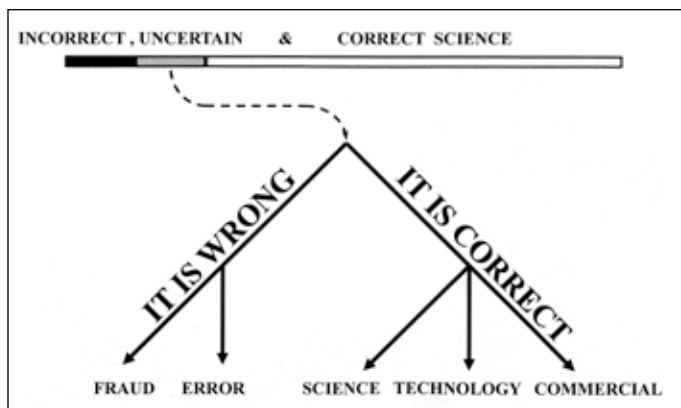 INCORRECT , UNCERTAIN & CORRECT SCIENCE
IT IS WRONG
IT IS CORRECT
FRAUD ERROR SCIENCE TECHNOLOGY COMMERCIAL